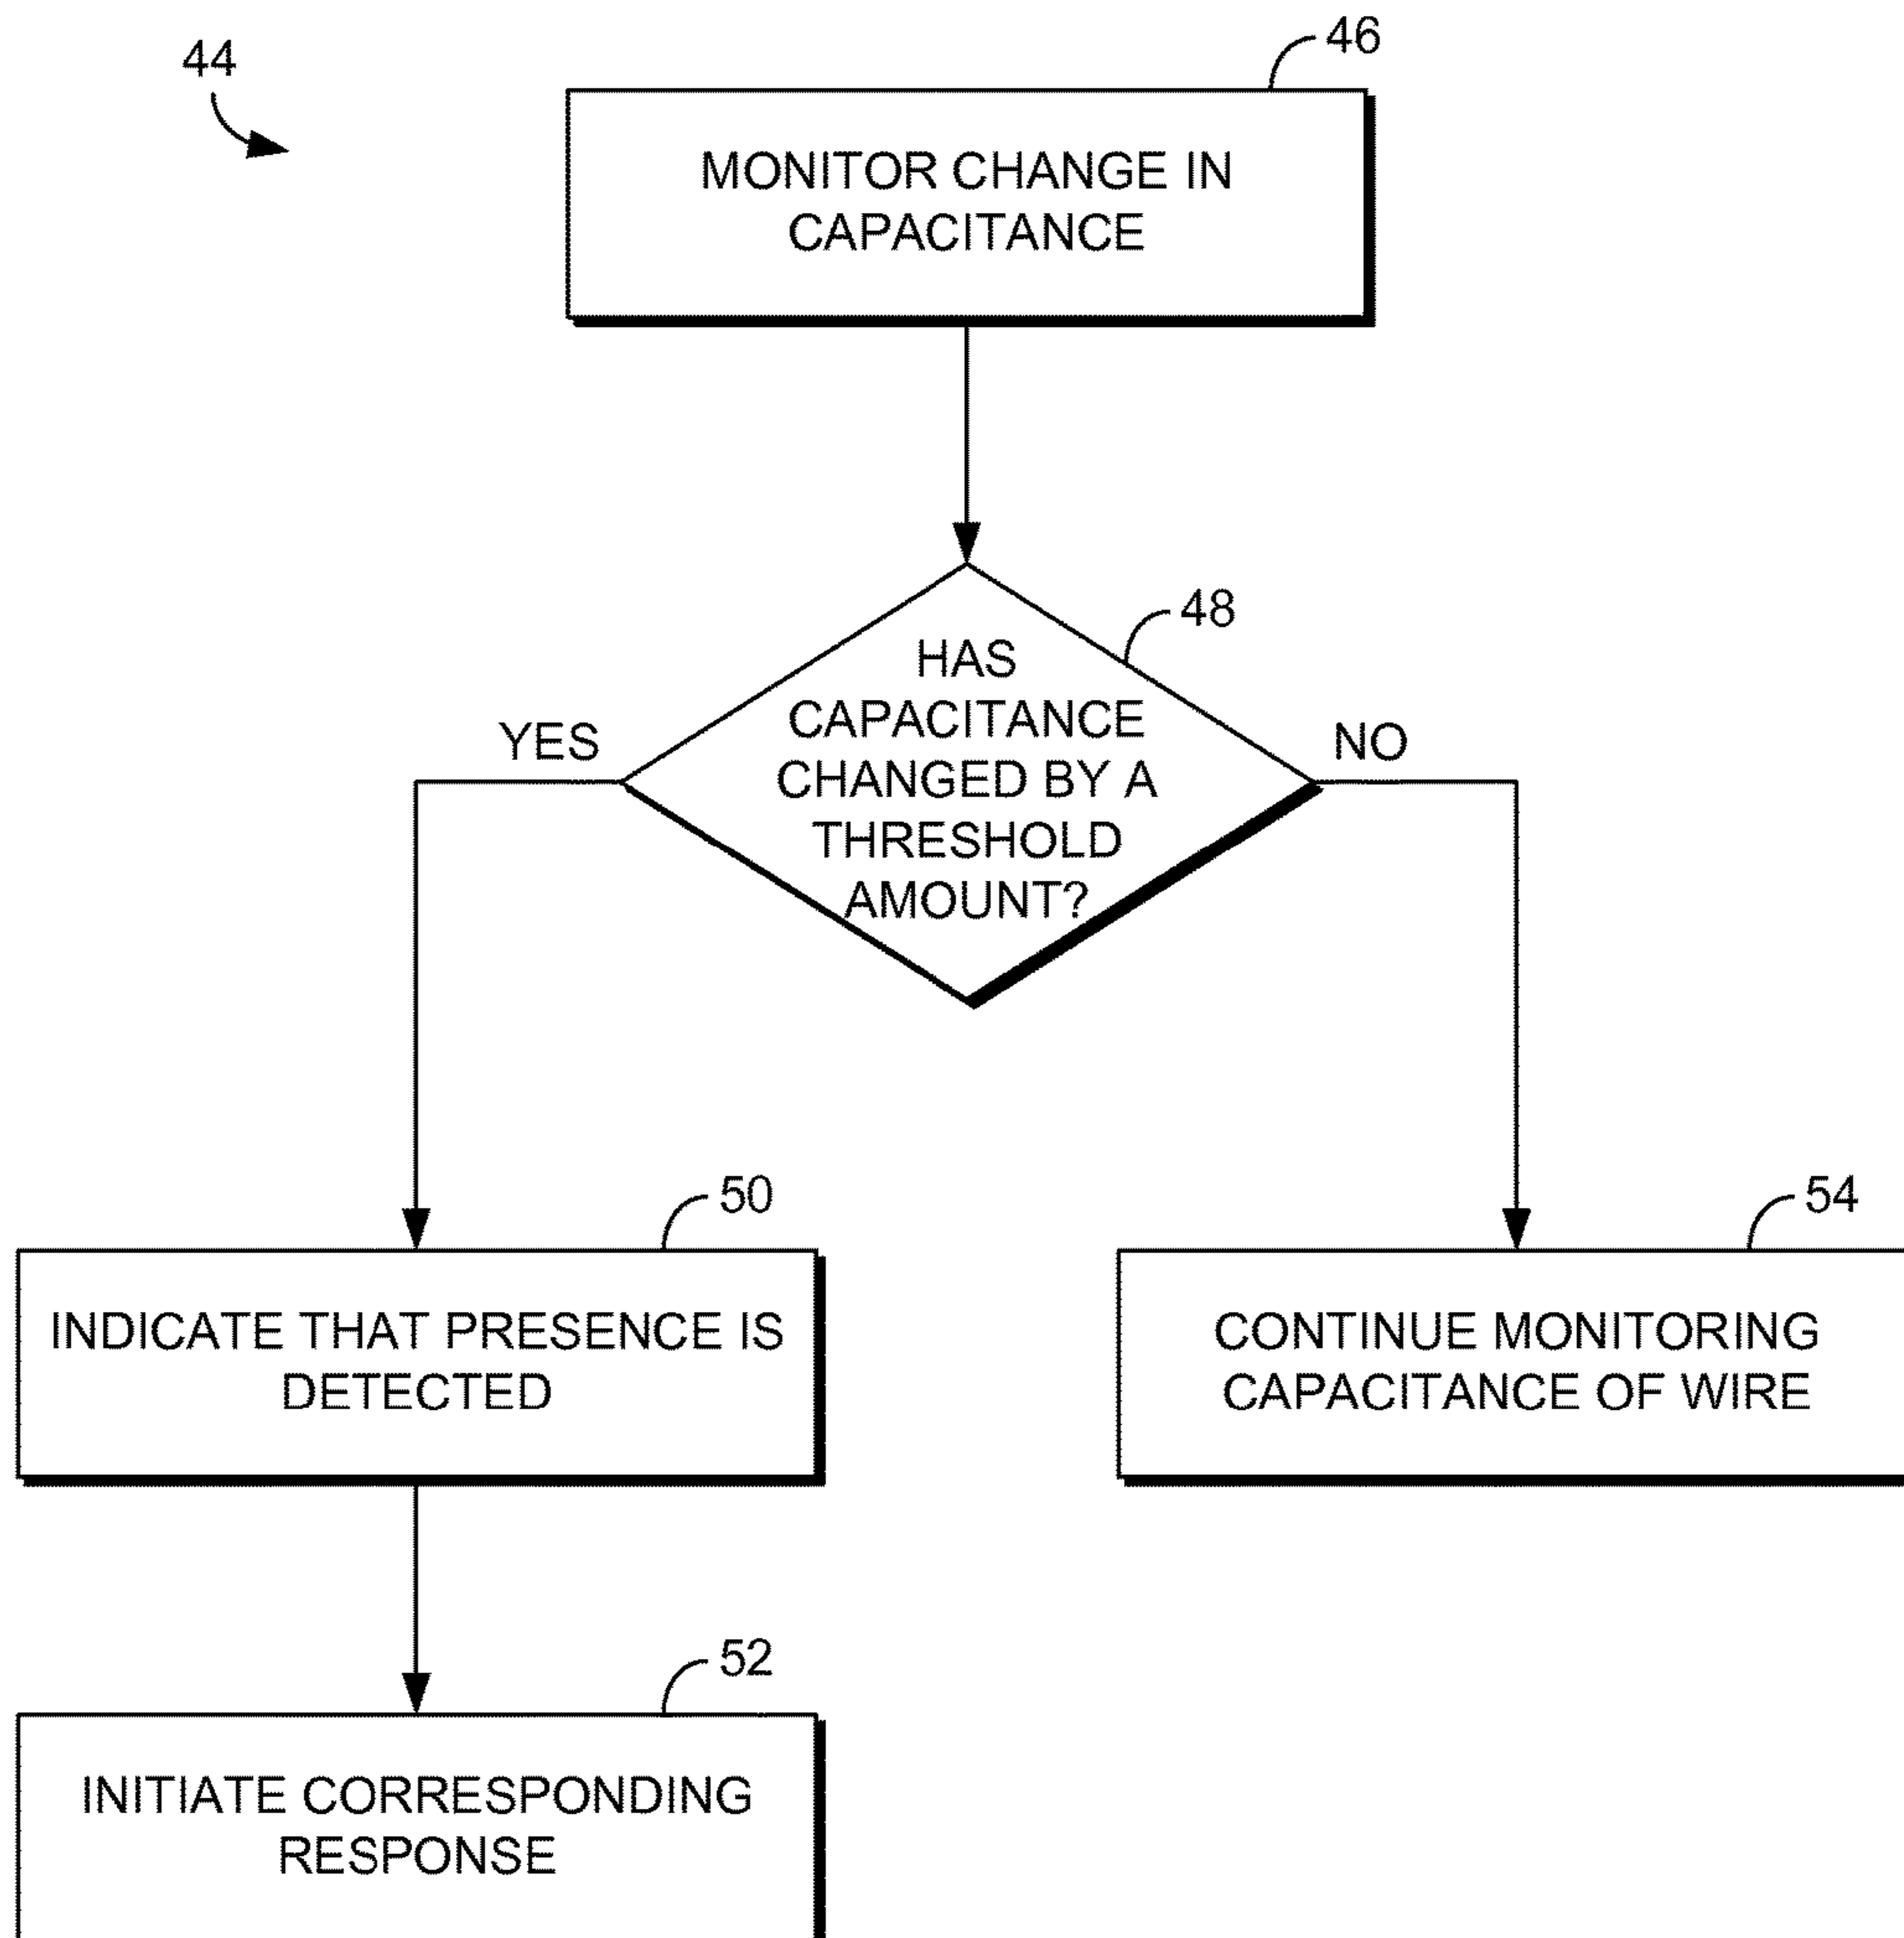 44
46
MONITOR CHANGE IN
CAPACITANCE
48
HAS
CAPACITANCE
CHANGED BY A
THRESHOLD
AMOUNT?
YES
NO
50
INDICATE THAT PRESENCE IS
DETECTED
54
CONTINUE MONITORING
CAPACITANCE OF WIRE
52
INITIATE CORRESPONDING
RESPONSE